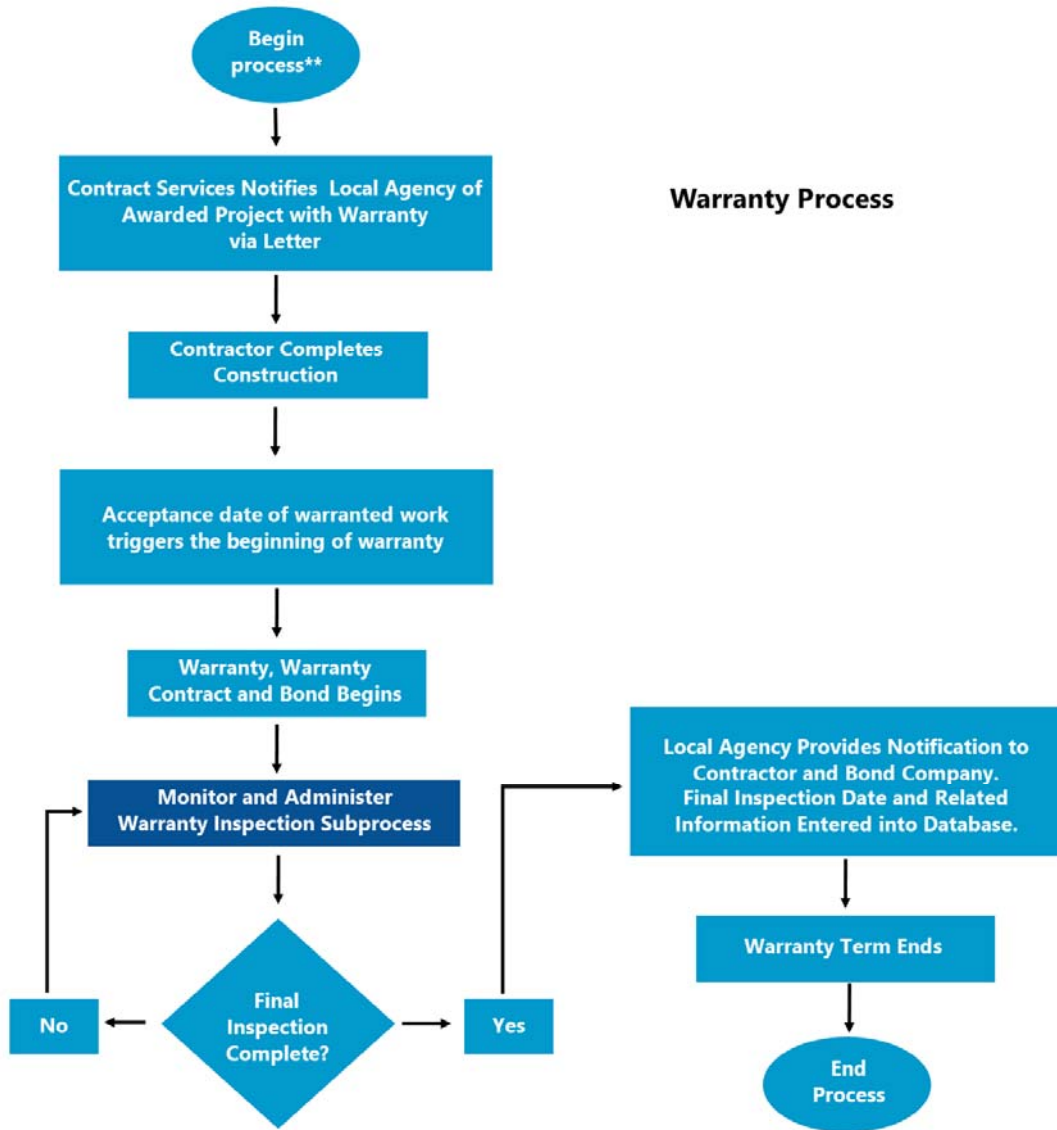 Begin
process**
Warranty Process
Contract Services Notifies Local Agency of
Awarded Project with Warranty
via Letter
Contractor Completes
Construction
Acceptance date of warranted work
triggers the beginning of warranty
Warranty, Warranty
Contract and Bond Begins
Monitor and Administer
Warranty Inspection Subprocess
Final
Inspection
Complete?
No
Yes
Local Agency Provides Notification to
Contractor and Bond Company.
Final Inspection Date and Related
Information Entered into Database.
Warranty Term Ends
End
Process